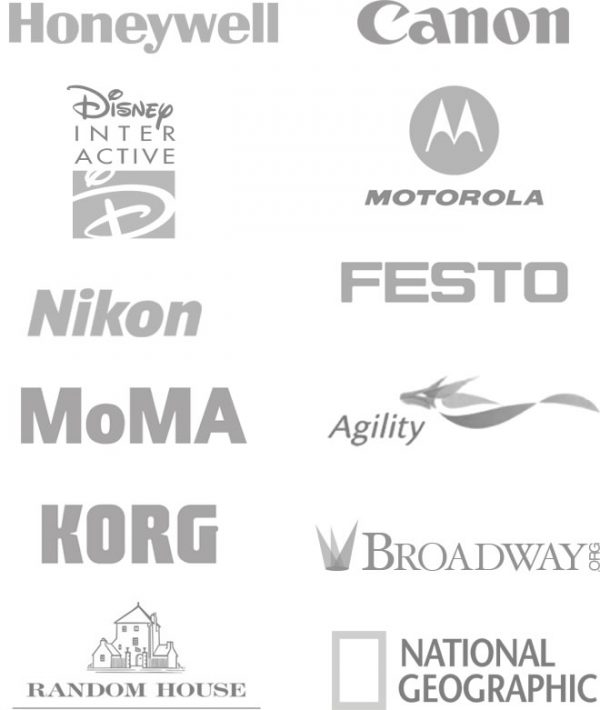 Honeywell
Canon
Disney
INTER
ACTIVE
D
MOTOROLA
Nikon
FESTO
MoMA
Agility
KORG
BROADWAY.ORG
RANDOM HOUSE
NATIONAL
GEOGRAPHIC